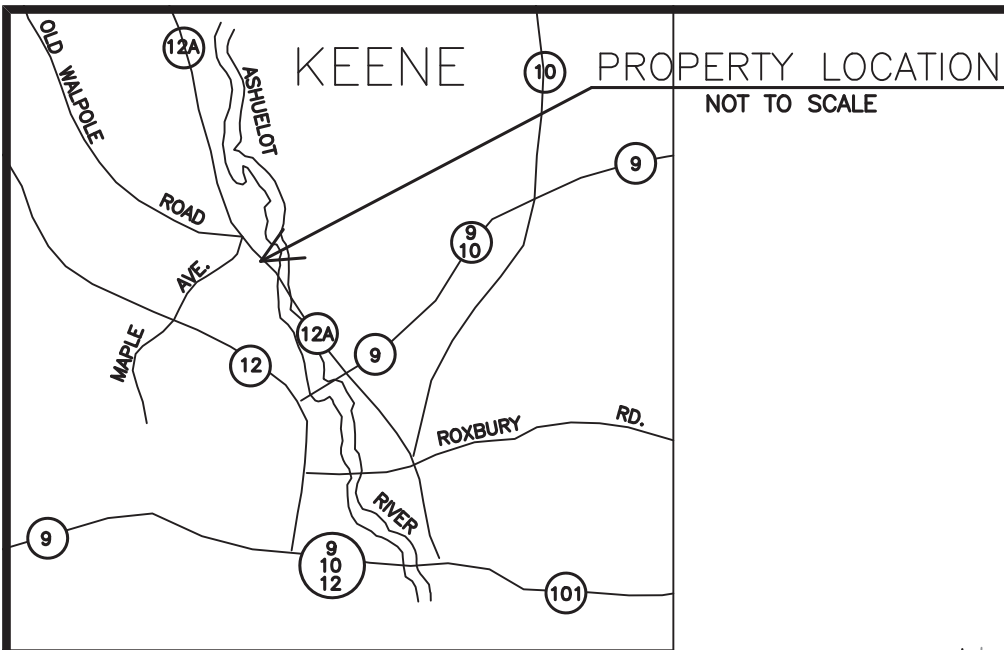 KEENE
PROPERTY LOCATION
NOT TO SCALE
OLD WALPOLE
ROAD
12A
ASHUELOT
10
9
9
10
AVE.
MAPLE
12
12A
9
ROXBURY
RD.
RIVER
9
9
10
12
101